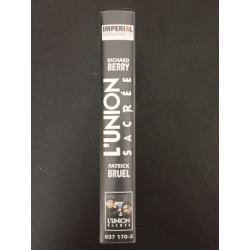 IMPERIAL
RICHARD
BERRY
L'UNION
SACRÉE
PATRICK
BRUEL
L'UNION
SACRÉE
637 170-3